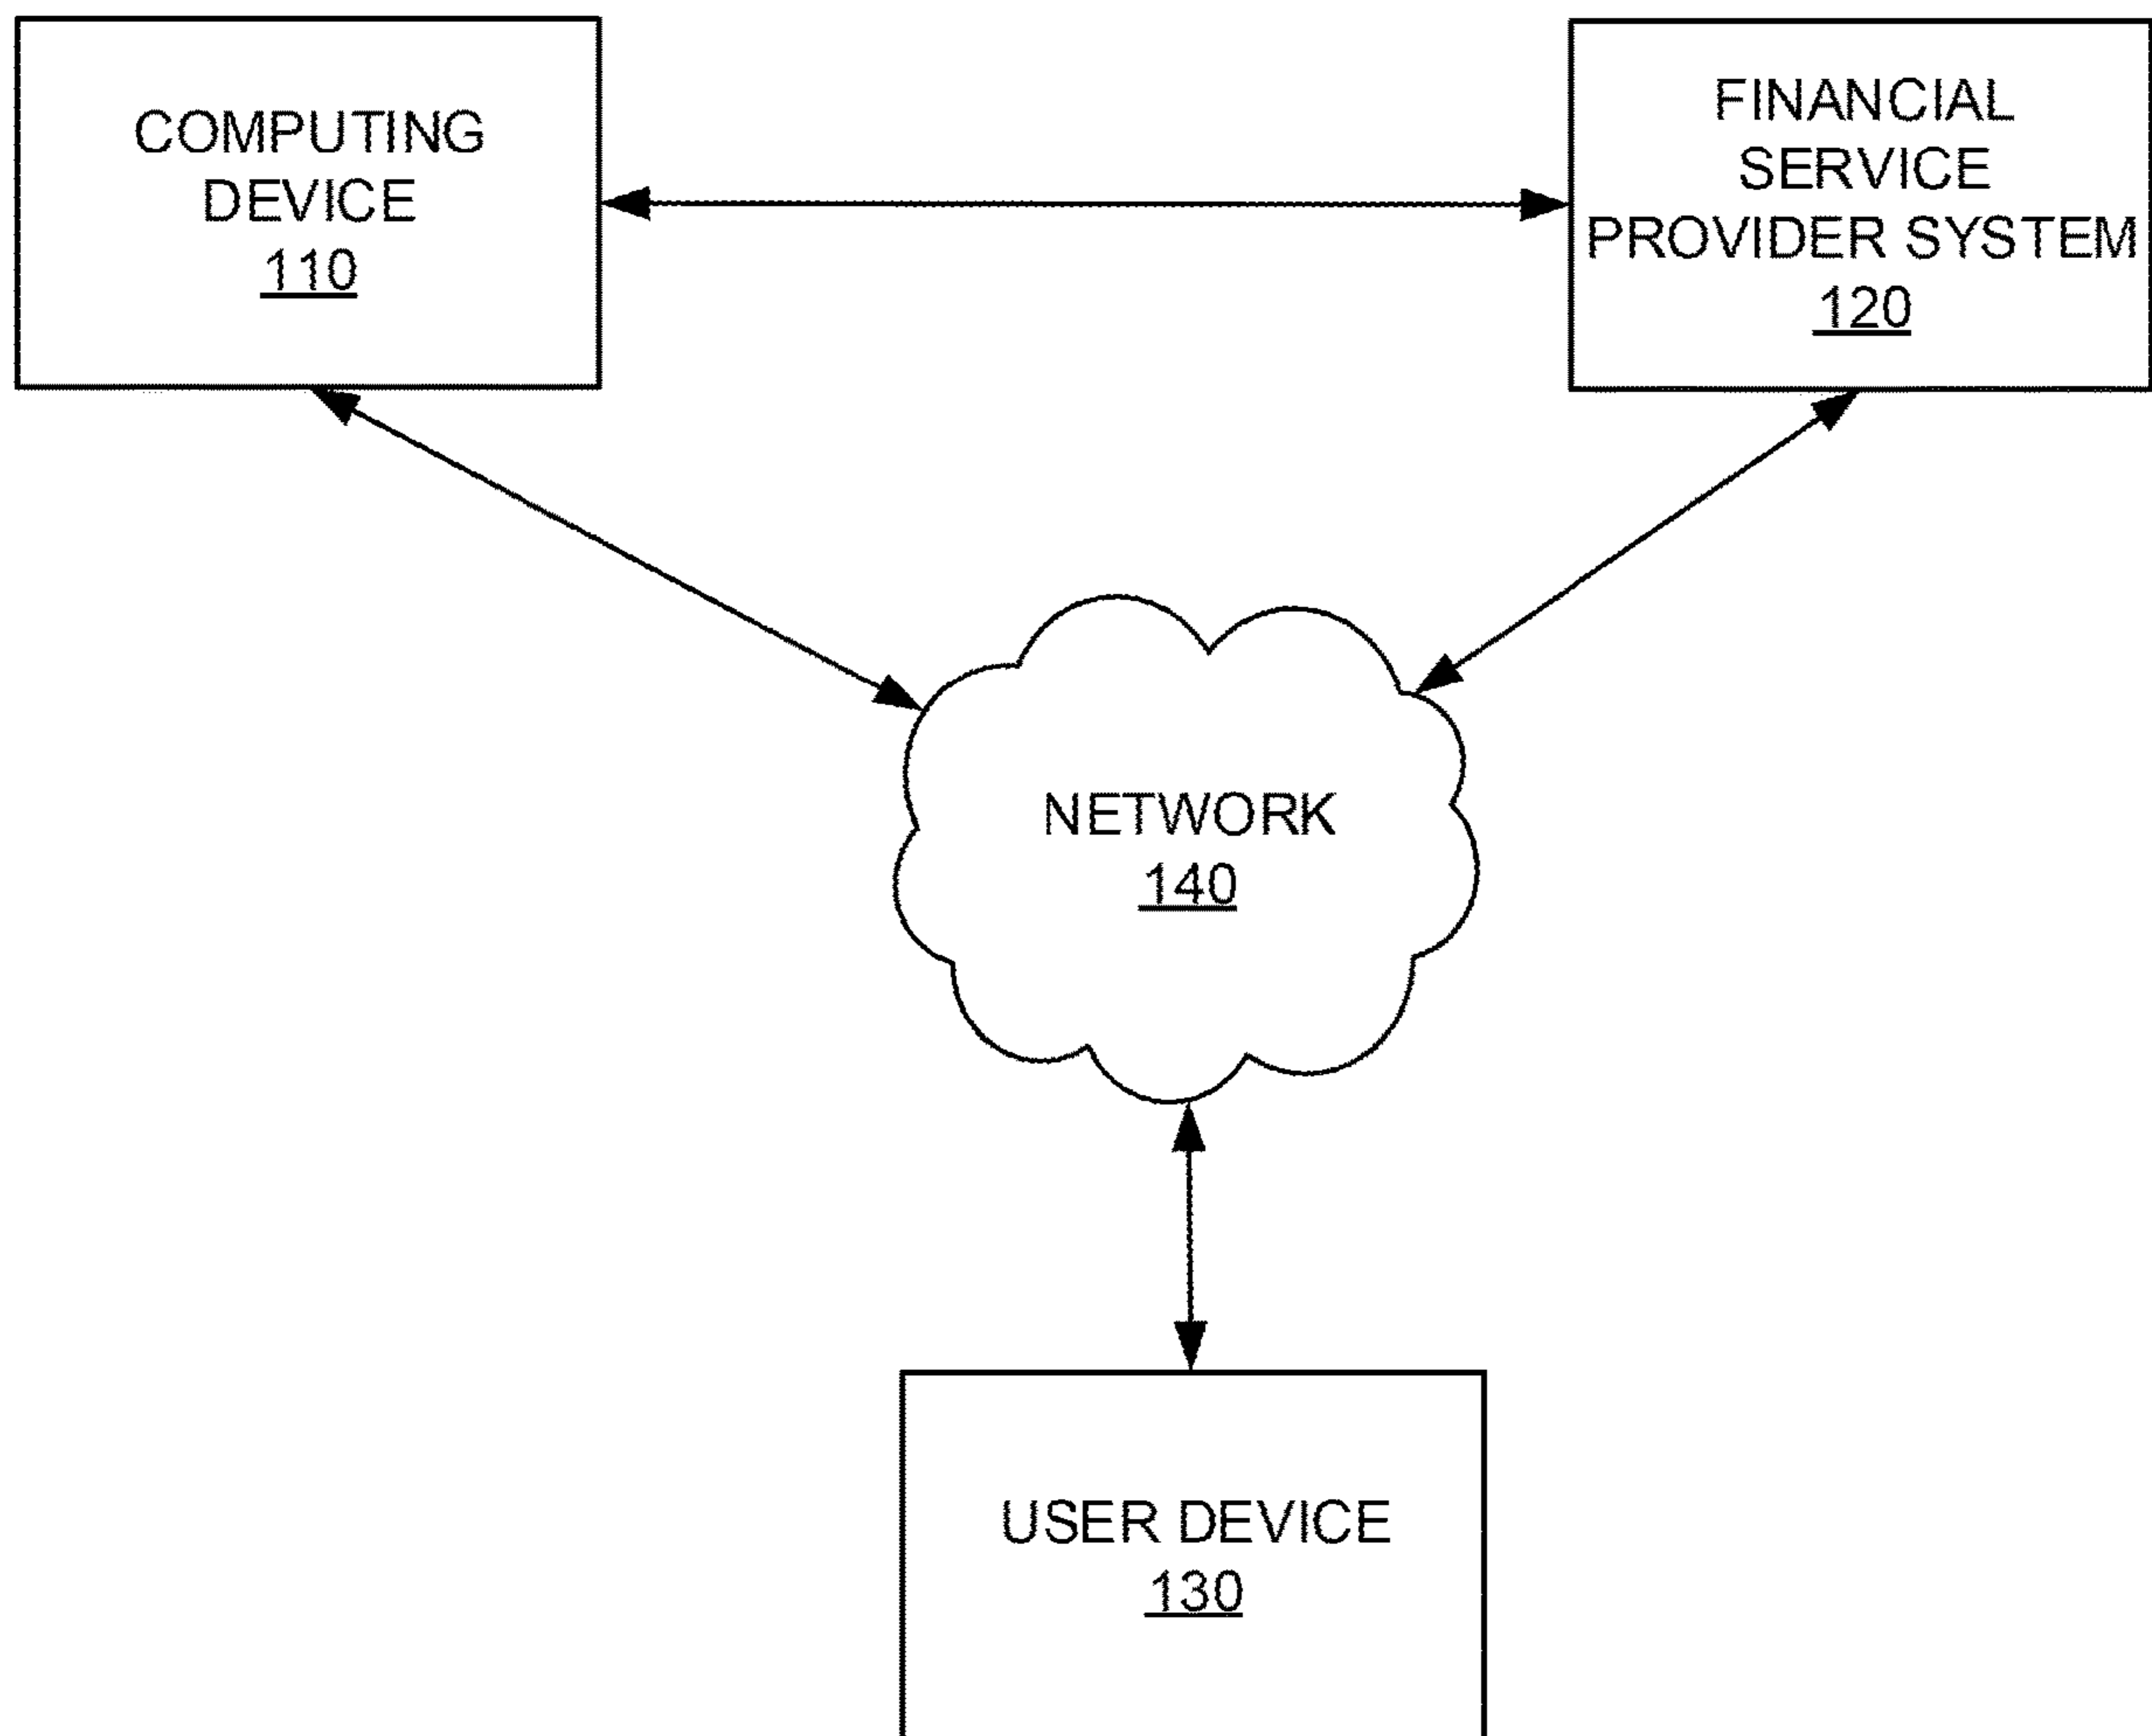 COMPUTING
DEVICE
110
FINANCIAL
SERVICE
PROVIDER SYSTEM
120
NETWORK
140
USER DEVICE
130